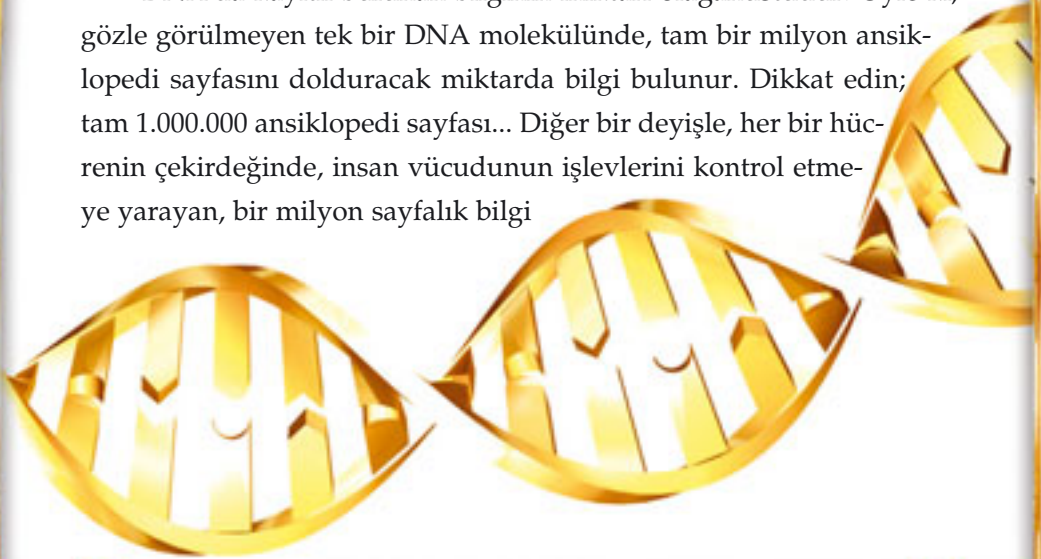 gözle görülmeyen tek bir DNA molekülünde, tam bir milyon ansik-
lopedi sayfasını dolduracak miktarda bilgi bulunur. Dikkat edin;
tam 1.000.000 ansiklopedi sayfası... Diğer bir deyişle, her bir hüc-
renin çekirdeğinde, insan vücudunun işlevlerini kontrol etme-
ye yarayan, bir milyon sayfalık bilgi